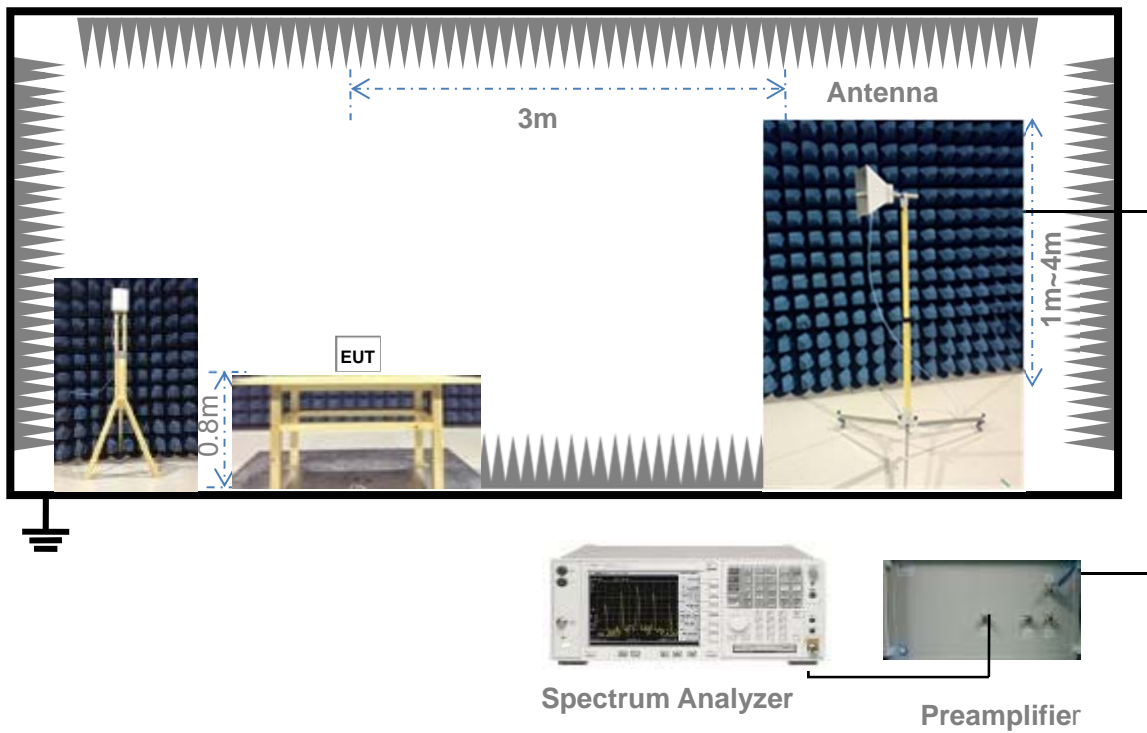 Antenna
3m
1m~4m
EUT
0.8m
Spectrum Analyzer
Preamplifier